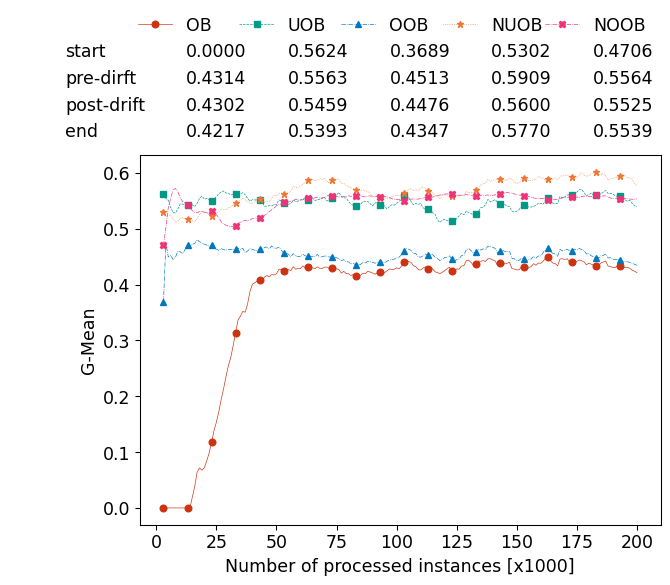 OB UOB OOB NUOB NOOB
start 0.0000 0.5624 0.3689 0.5302 0.4706
pre-dirft 0.4314 0.5563 0.4513 0.5909 0.5564
post-drift 0.4302 0.5459 0.4476 0.5600 0.5525
end 0.4217 0.5393 0.4347 0.5770 0.5539
0.6
0.5
0.4
0.3
0.2
0.1
0.0
G-Mean
0 25 50 75 100 125 150 175 200
Number of processed instances [x1000]